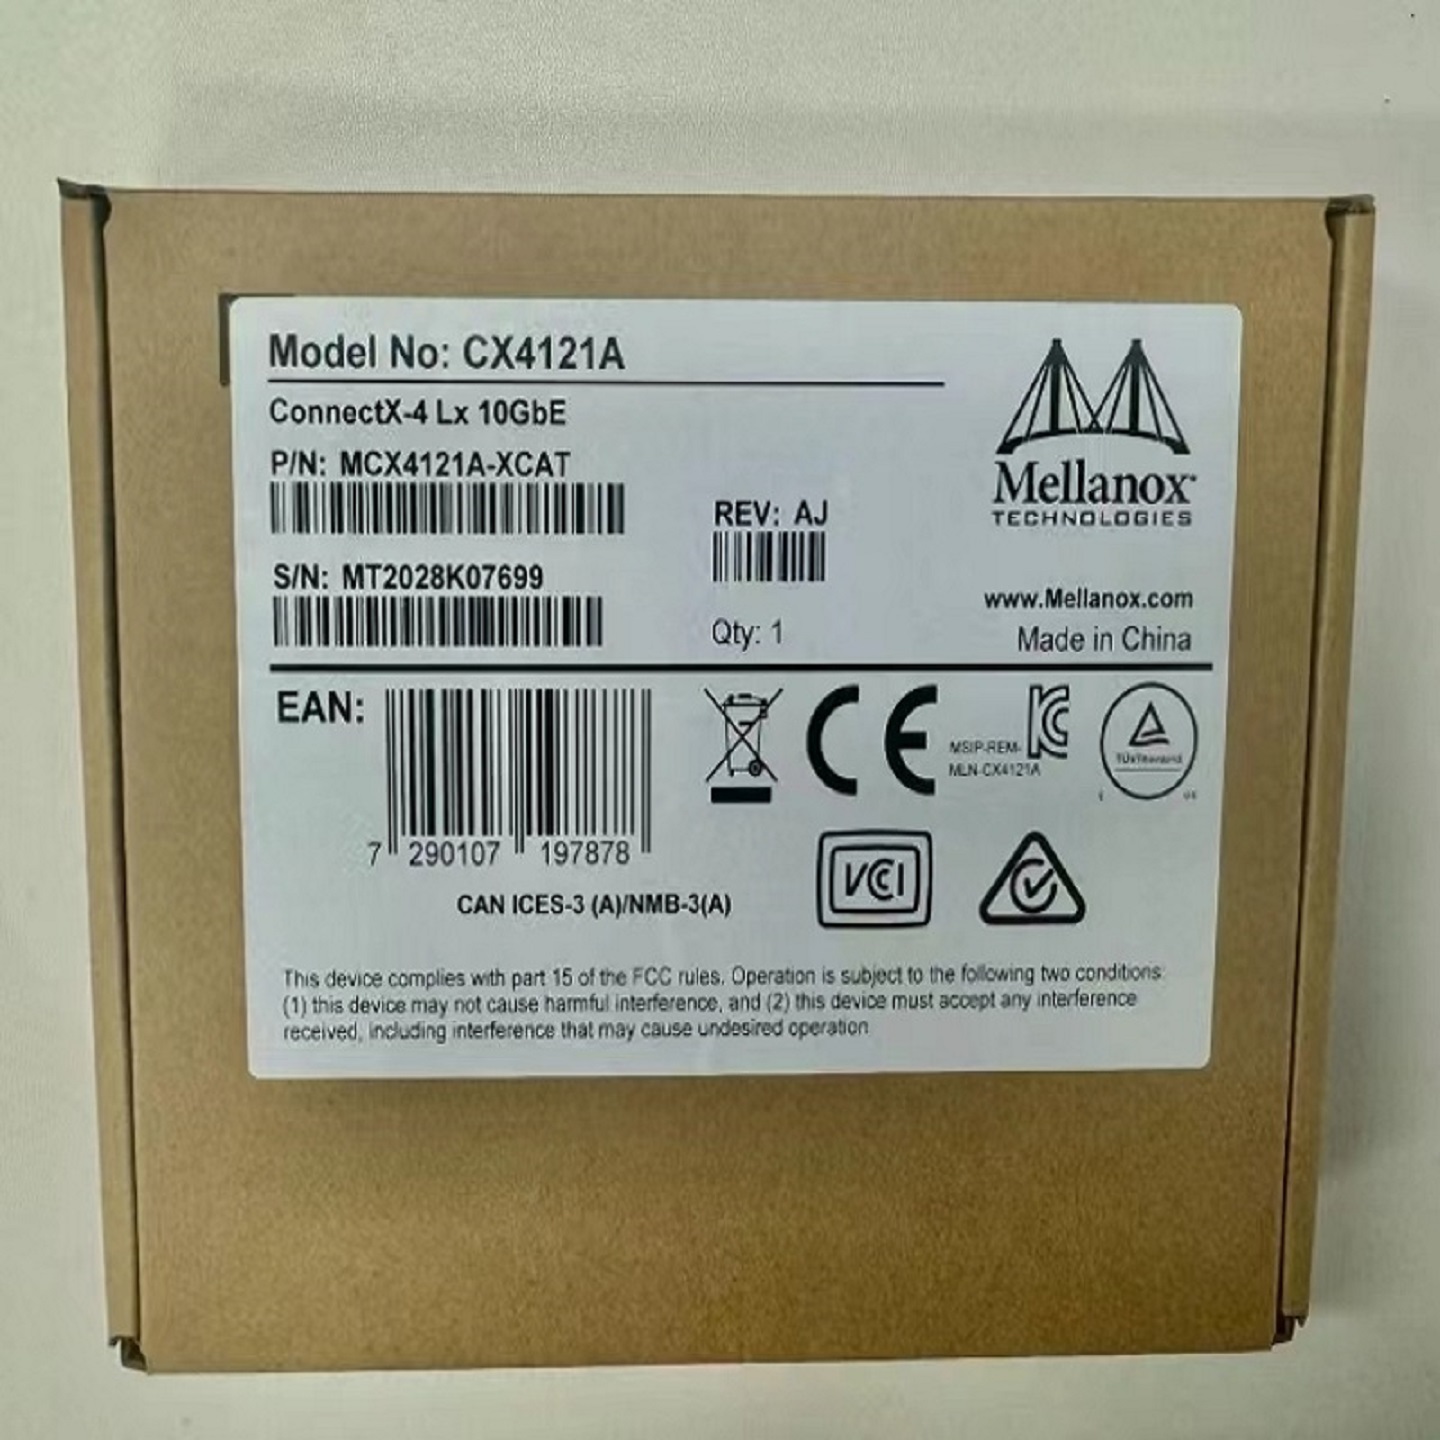 Model No: CX4121A
ConnectX-4 Lx 10GbE
P/N: MCX4121A-XCAT
REV: AJ
Mellanox
TECHNOLOGIES
S/N: MT2028K07699
Qty: 1
www.Mellanox.com
Made in China
EAN:
7 290107 197878
CE
MSIP-REM-
MLN-CX4121A
TÜVRheinland
VCCI
CAN ICES-3 (A)/NMB-3(A)
This device complies with part 15 of the FCC rules. Operation is subject to the following two conditions:
(1) this device may not cause harmful interference, and (2) this device must accept any interference
received, including interference that may cause undesired operation